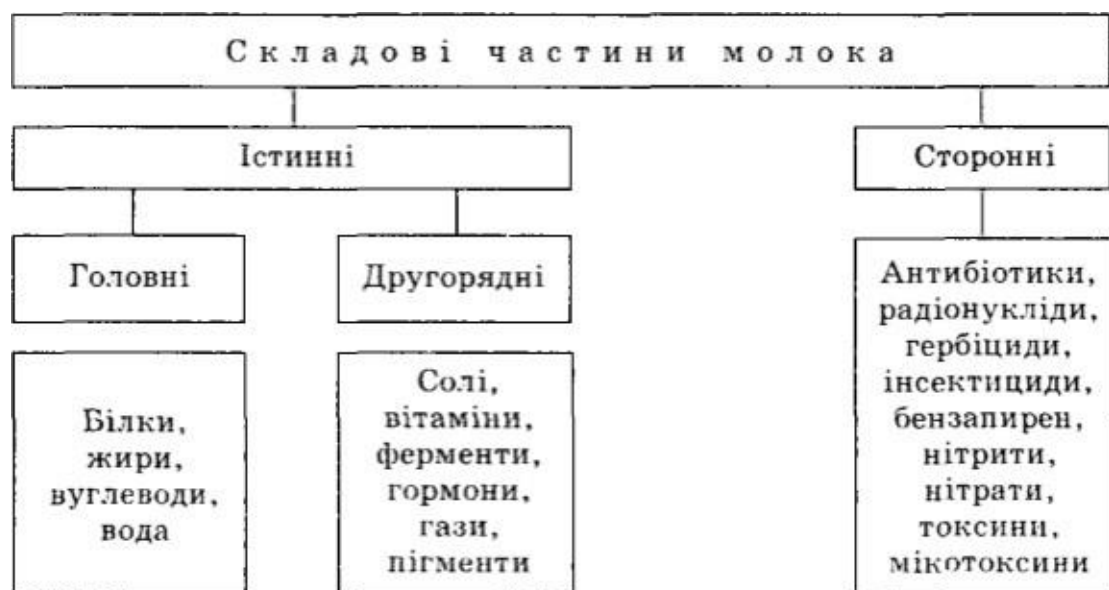 Складові частини молока
Істинні
Сторонні
Головні
Другорядні
Білки,
жири,
вуглеводи,
вода
Солі,
вітаміни,
ферменти,
гормони,
гази,
пігменти
Антибіотики,
радіонукліди,
гербіциди,
інсектициди,
бензапирен,
нітрити,
нітрати,
токсини,
мікотоксини